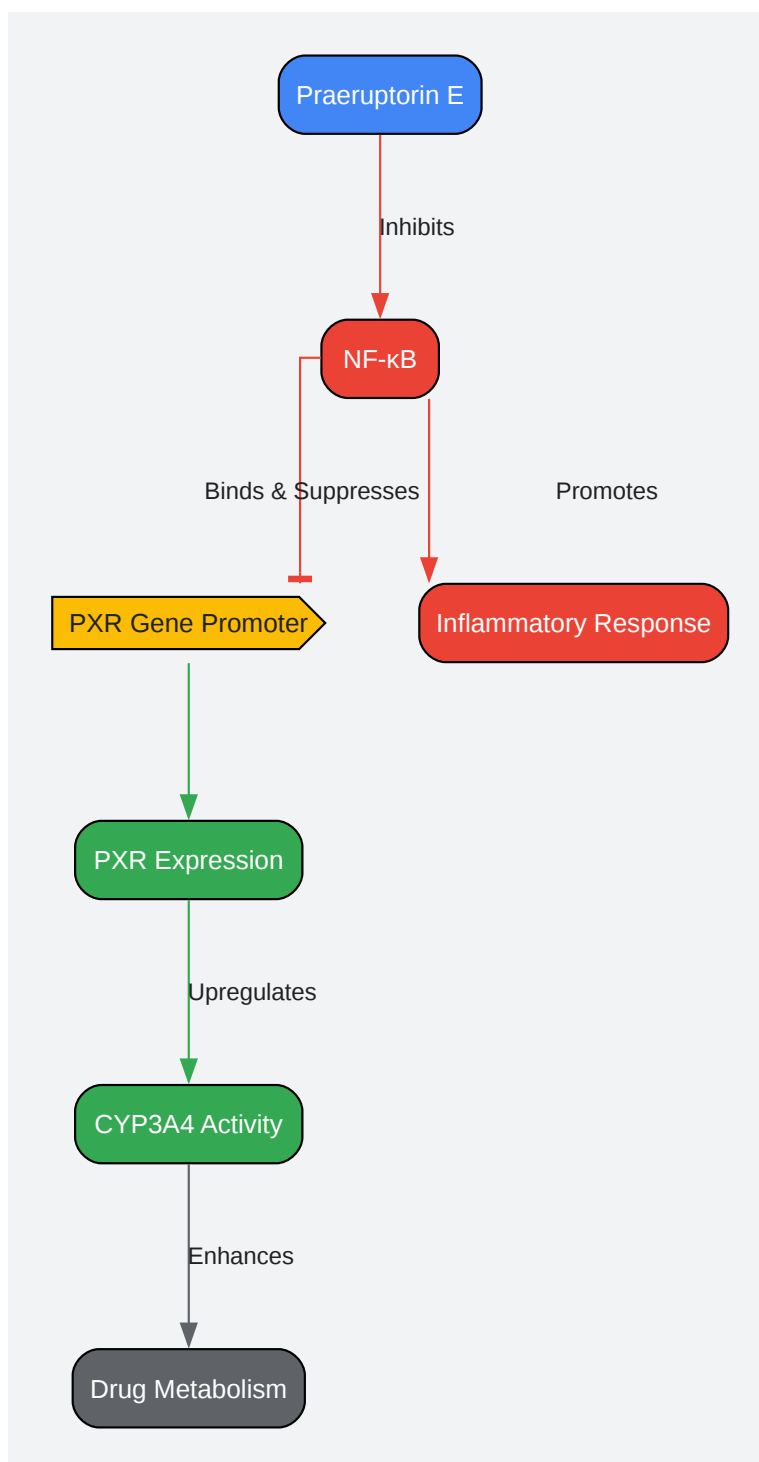 Praeruptorin E
Inhibits
NF-κB
Binds & Suppresses
Promotes
PXR Gene Promoter
Inflammatory Response
PXR Expression
Upregulates
CYP3A4 Activity
Enhances
Drug Metabolism